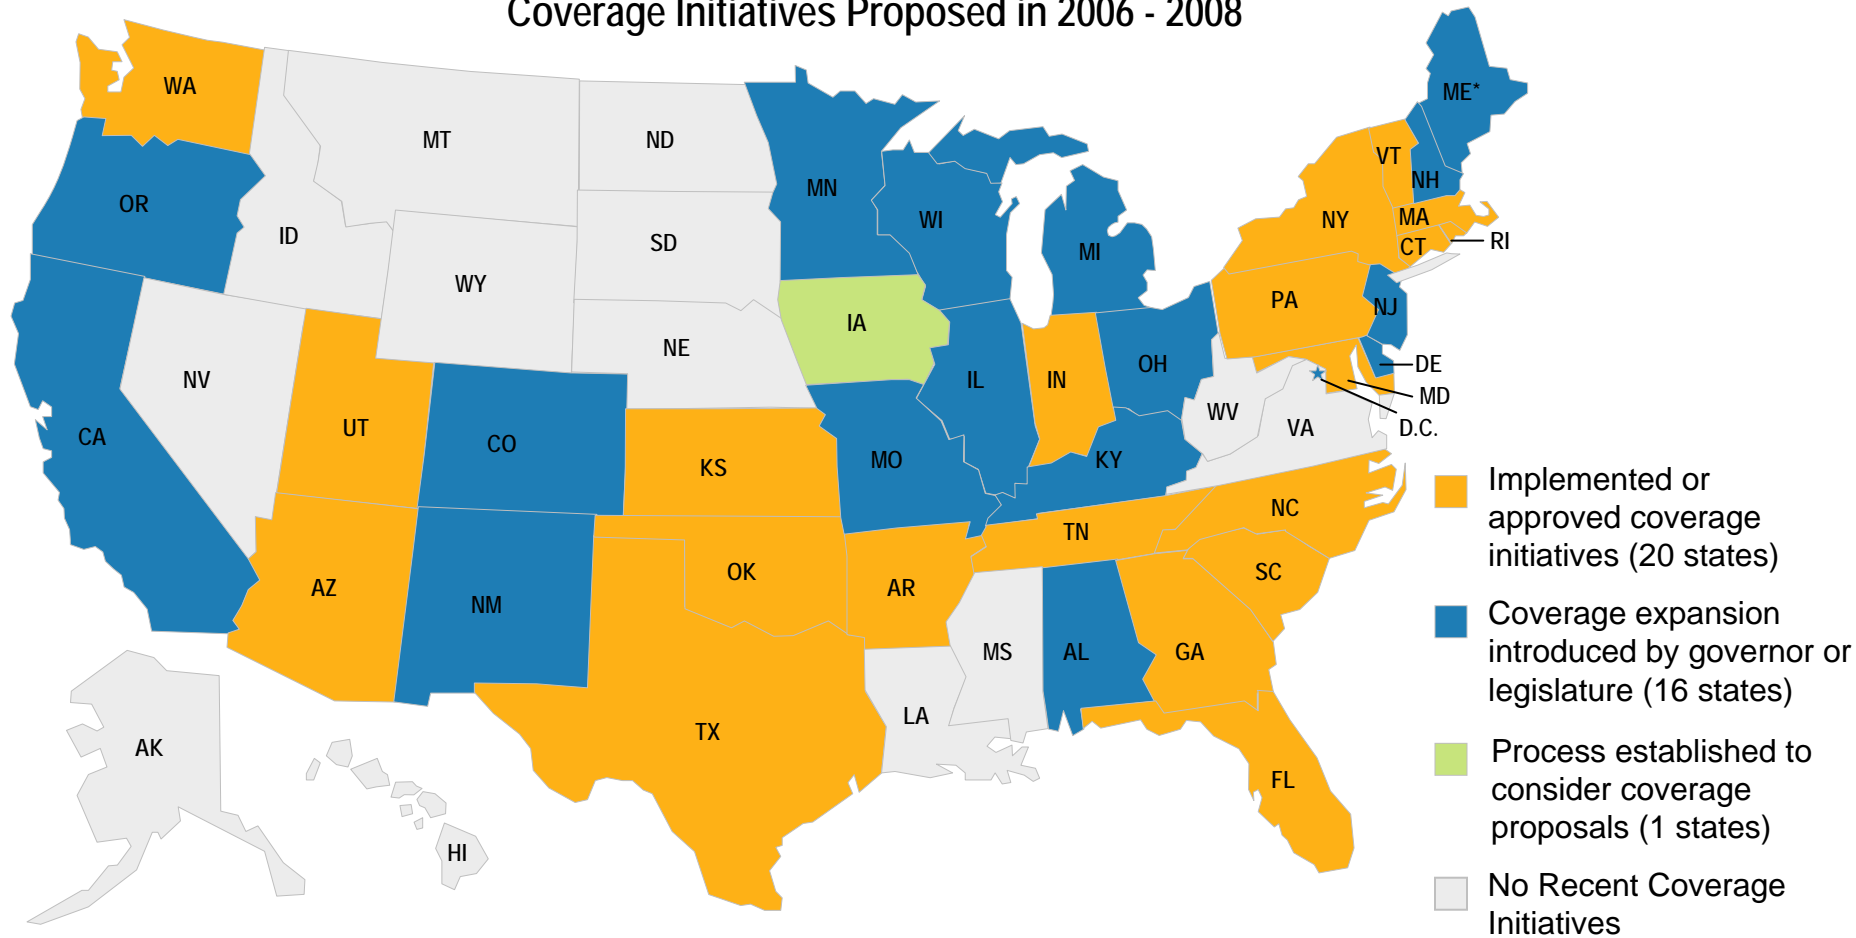 Coverage Initiatives Proposed in 2006 - 2008
WA
MT
ND
MN
ME*
OR
ID
SD
WI
MI
NY
VT
NH
MA
CT
RI
WY
IA
PA
NJ
NV
NE
IL
IN
OH
DE
MD
D.C.
CA
UT
CO
KS
MO
KY
WV
VA
AZ
NM
OK
AR
TN
NC
SC
TX
LA
MS
AL
GA
FL
AK
HI
Implemented or
approved coverage
initiatives (20 states)
Coverage expansion
introduced by governor or
legislature (16 states)
Process established to
consider coverage
proposals (1 states)
No Recent Coverage
Initiatives